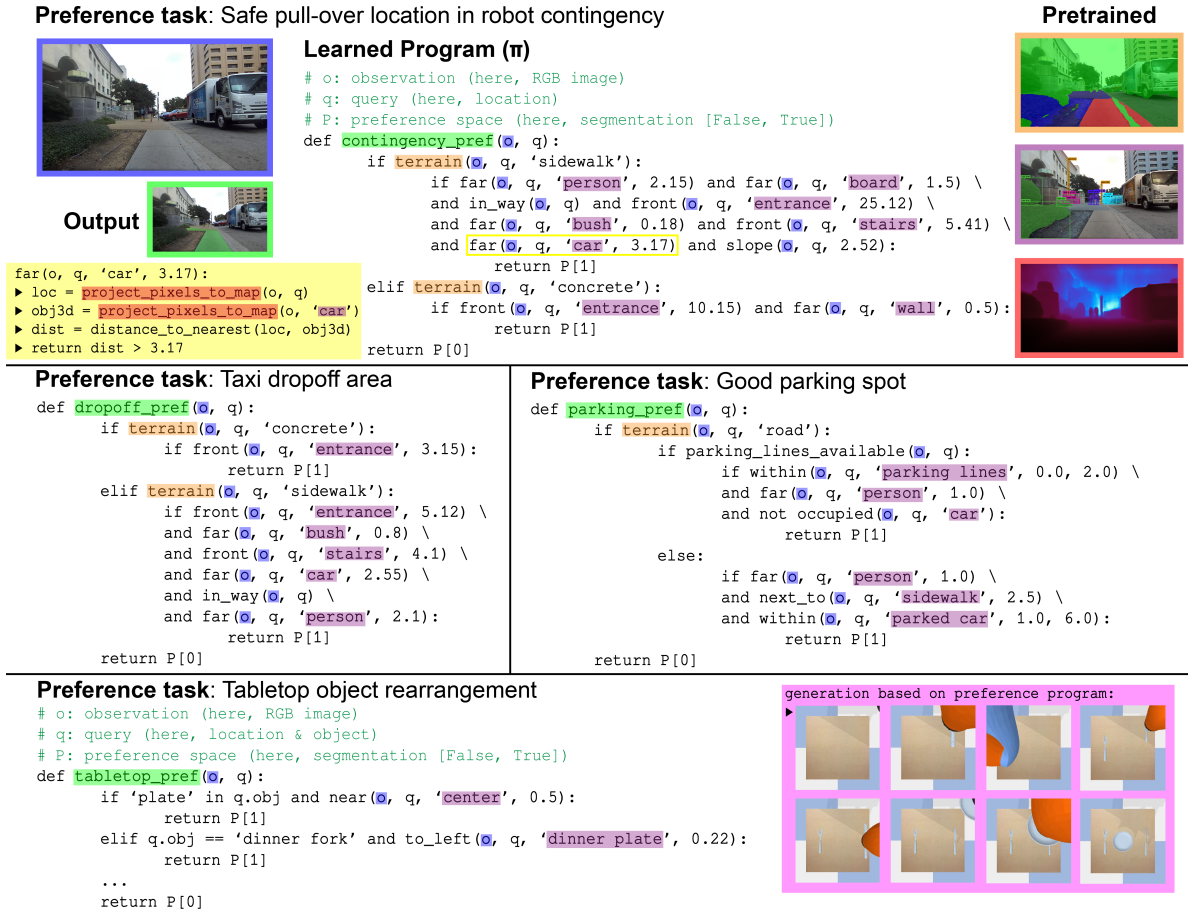 Preference task: Safe pull-over location in robot contingency
Pretrained
Learned Program (π)
# o: observation (here, RGB image)
# q: query (here, location)
# P: preference space (here, segmentation [False, True])
def contingency_pref(o, q):
if terrain(o, q, ‘sidewalk’):
if far(o, q, ‘person’, 2.15) and far(o, q, ‘board’, 1.5) \
and in_way(o, q) and front(o, q, ‘entrance’, 25.12) \
and far(o, q, ‘bush’, 0.18) and front(o, q, ‘stairs’, 5.41) \
and far(o, q, ‘car’, 3.17) and slope(o, q, 2.52):
return P[1]
elif terrain(o, q, ‘concrete’):
if front(o, q, ‘entrance’, 10.15) and far(o, q, ‘wall’, 0.5):
return P[1]
return P[0]
Output
far(o, q, ‘car’, 3.17):
▶ loc = project_pixels_to_map(o, q)
▶ obj3d = project_pixels_to_map(o, ‘car’)
▶ dist = distance_to_nearest(loc, obj3d)
▶ return dist > 3.17
Preference task: Taxi dropoff area
def dropoff_pref(o, q):
if terrain(o, q, ‘concrete’):
if front(o, q, ‘entrance’, 3.15):
return P[1]
elif terrain(o, q, ‘sidewalk’):
if front(o, q, ‘entrance’, 5.12) \
and far(o, q, ‘bush’, 0.8) \
and front(o, q, ‘stairs’, 4.1) \
and far(o, q, ‘car’, 2.55) \
and in_way(o, q) \
and far(o, q, ‘person’, 2.1):
return P[1]
return P[0]
Preference task: Good parking spot
def parking_pref(o, q):
if terrain(o, q, ‘road’):
if parking_lines_available(o, q):
if within(o, q, ‘parking lines’, 0.0, 2.0) \
and far(o, q, ‘person’, 1.0) \
and not occupied(o, q, ‘car’):
return P[1]
else:
if far(o, q, ‘person’, 1.0) \
and next_to(o, q, ‘sidewalk’, 2.5) \
and within(o, q, ‘parked car’, 1.0, 6.0):
return P[1]
return P[0]
Preference task: Tabletop object rearrangement
# o: observation (here, RGB image)
# q: query (here, location & object)
# P: preference space (here, segmentation [False, True])
def tabletop_pref(o, q):
if ‘plate’ in q.obj and near(o, q, ‘center’, 0.5):
return P[1]
elif q.obj == ‘dinner fork’ and to_left(o, q, ‘dinner plate’, 0.22):
return P[1]
...
return P[0]
generation based on preference program:
▶